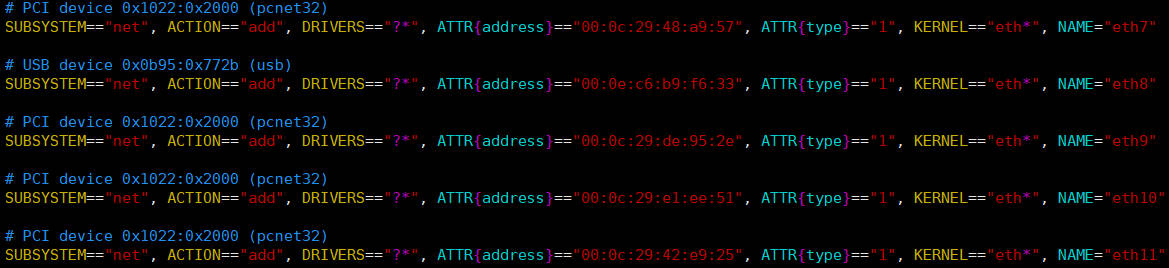 # PCI device 0x1022:0x2000 (pcnet32)
SUBSYSTEM=="net", ACTION=="add", DRIVERS=="?*", ATTR{address}=="00:0c:29:48:a9:57", ATTR{type}=="1", KERNEL=="eth*", NAME="eth7"
# USB device 0x0b95:0x772b (usb)
SUBSYSTEM=="net", ACTION=="add", DRIVERS=="?*", ATTR{address}=="00:0e:c6:b9:f6:33", ATTR{type}=="1", KERNEL=="eth*", NAME="eth8"
# PCI device 0x1022:0x2000 (pcnet32)
SUBSYSTEM=="net", ACTION=="add", DRIVERS=="?*", ATTR{address}=="00:0c:29:de:95:2e", ATTR{type}=="1", KERNEL=="eth*", NAME="eth9"
# PCI device 0x1022:0x2000 (pcnet32)
SUBSYSTEM=="net", ACTION=="add", DRIVERS=="?*", ATTR{address}=="00:0c:29:e1:ee:51", ATTR{type}=="1", KERNEL=="eth*", NAME="eth10"
# PCI device 0x1022:0x2000 (pcnet32)
SUBSYSTEM=="net", ACTION=="add", DRIVERS=="?*", ATTR{address}=="00:0c:29:42:e9:25", ATTR{type}=="1", KERNEL=="eth*", NAME="eth11"